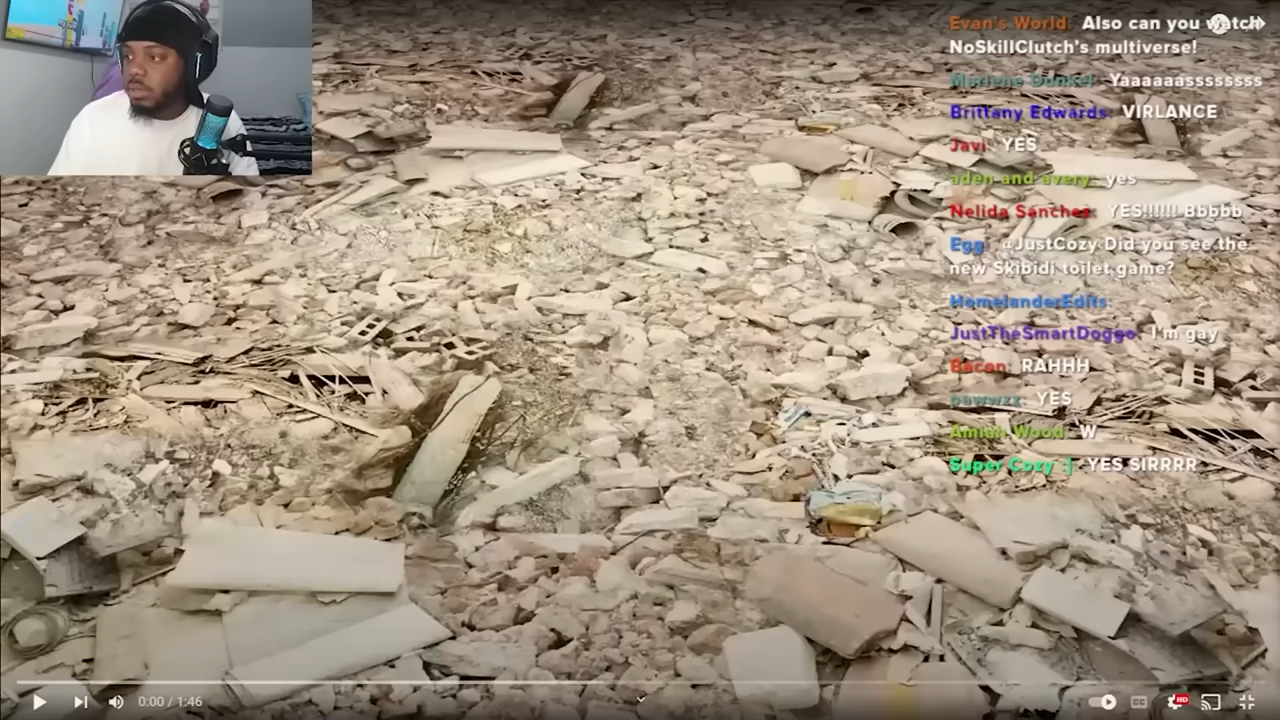 Evan's World: Also can you watch
NoSkillClutch's multiverse!
Marlene Dunkel: Yaaaaaassssssss
Brittany Edwards: VIRLANCE
Javi: YES
aden and avery: yes
Nelida Sanchez: YES!!!!!! Bbbbb
Egg: @JustCozy Did you see the
new Skibidi toilet game?
HomelanderEdits:
JustTheSmartDoggo: I'm gay
Bacon: RAHHH
pawwzz: YES
Amiah Wood: W
Super Cozy :|: YES SIRRRR
0:00 / 1:46
CC
HD